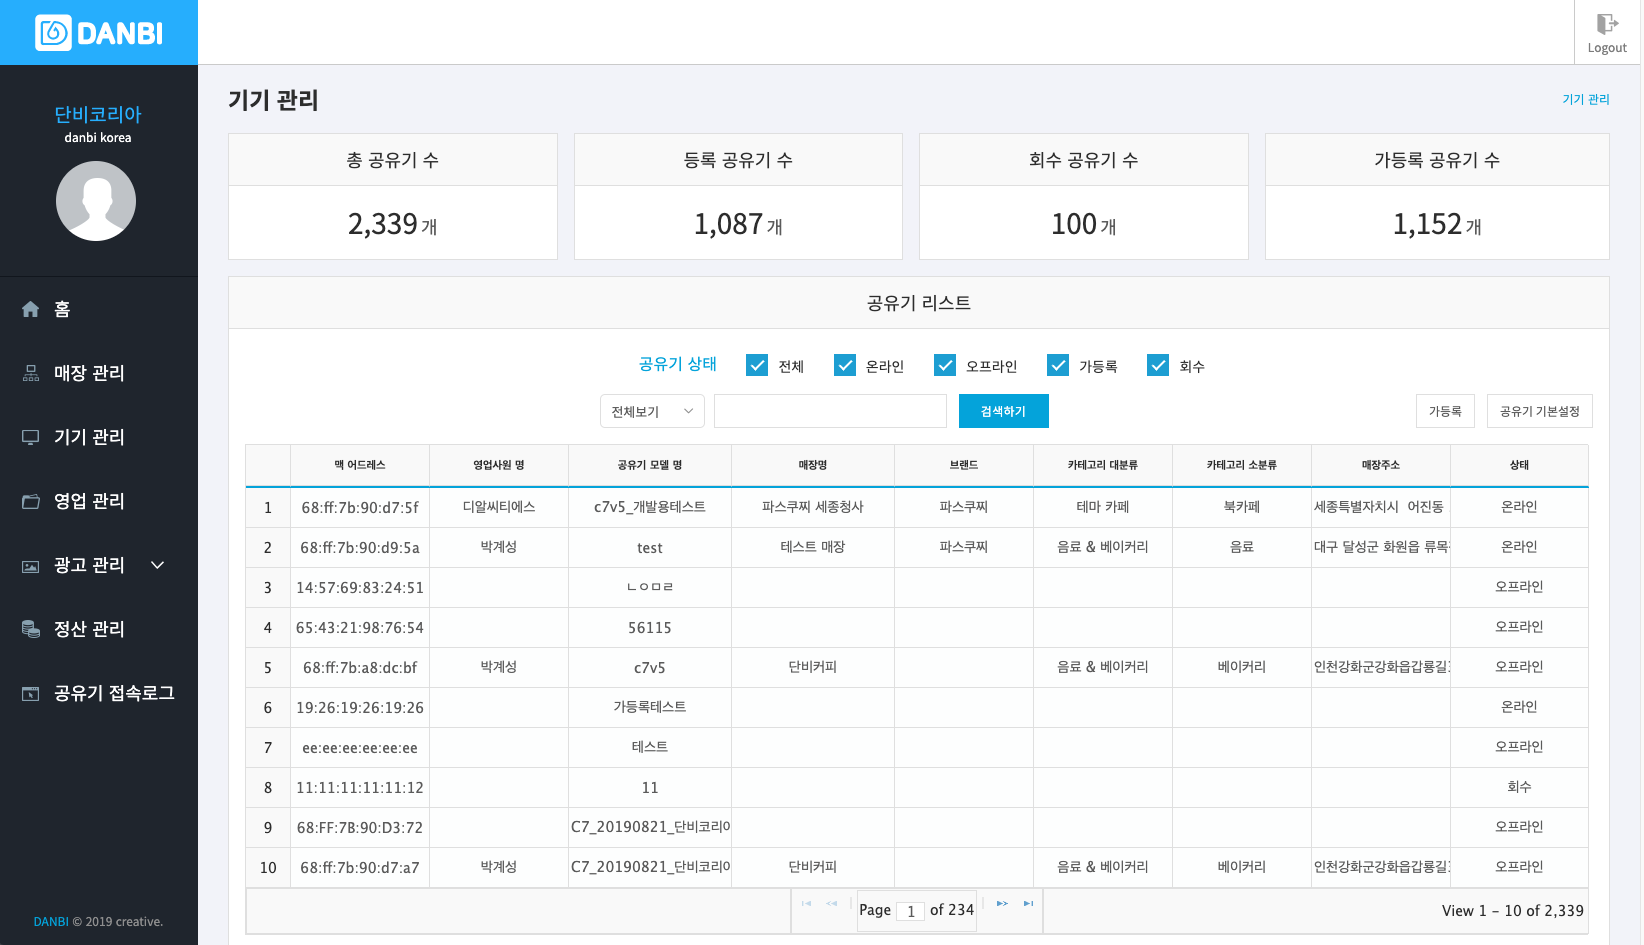 DANBI
Logout
단비코리아
danbi korea
홈
매장 관리
기기 관리
영업 관리
광고 관리
정산 관리
공유기 접속로그
DANBI © 2019 creative.
기기 관리
기기 관리
총 공유기 수 등록 공유기 수 회수 공유기 수 가등록 공유기 수
2,339 개 1,087 개 100 개 1,152 개
공유기 리스트
공유기 상태 전체 온라인 오프라인 가등록 회수
전체보기 검색하기 가등록 공유기 기본설정
맥 어드레스 영업사원 명 공유기 모델 명 매장명 브랜드 카테고리 대분류 카테고리 소분류 매장주소 상태
1 68:ff:7b:90:d7:5f 디알씨티에스 c7v5_개발용테스트 파스쿠찌 세종청사 파스쿠찌 테마 카페 북카페 세종특별자치시 어진동 온라인
2 68:ff:7b:90:d9:5a 박계성 test 테스트 매장 파스쿠찌 음료 & 베이커리 음료 대구 달성군 화원읍 류목 온라인
3 14:57:69:83:24:51 ㄴㅇㅁㄹ 오프라인
4 65:43:21:98:76:54 56115 오프라인
5 68:ff:7b:a8:dc:bf 박계성 c7v5 단비커피 음료 & 베이커리 베이커리 인천강화군강화읍갑룡길 오프라인
6 19:26:19:26:19:26 가등록테스트 온라인
7 ee:ee:ee:ee:ee:ee 테스트 오프라인
8 11:11:11:11:11:12 11 회수
9 68:FF:7B:90:D3:72 C7_20190821_단비코리아 오프라인
10 68:ff:7b:90:d7:a7 박계성 C7_20190821_단비코리아 단비커피 음료 & 베이커리 베이커리 인천강화군강화읍갑룡길 오프라인
Page 1 of 234 View 1 - 10 of 2,339